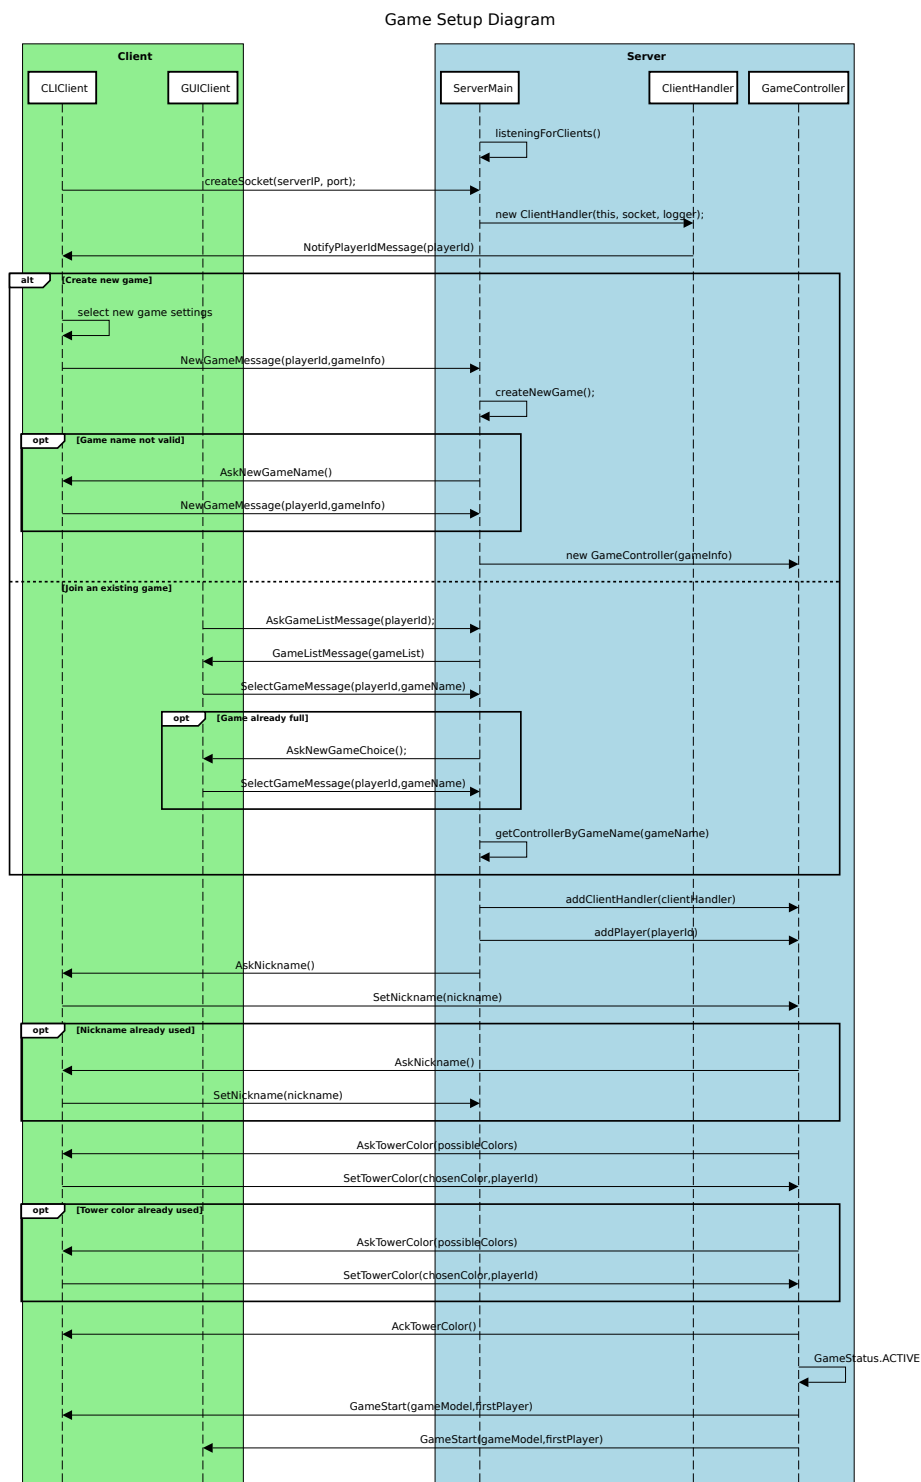 Game Setup Diagram
Client
Server
CLIClient
GUIClient
ServerMain
ClientHandler
GameController
listeningForClients()
createSocket(serverIP, port);
new ClientHandler(this, socket, logger);
NotifyPlayerIdMessage(playerId)
alt
[Create new game]
select new game settings
NewGameMessage(playerId,gameInfo)
createNewGame();
opt
[Game name not valid]
AskNewGameName()
NewGameMessage(playerId,gameInfo)
new GameController(gameInfo)
[Join an existing game]
AskGameListMessage(playerId);
GameListMessage(gameList)
SelectGameMessage(playerId,gameName)
opt
[Game already full]
AskNewGameChoice();
SelectGameMessage(playerId,gameName)
getControllerByGameName(gameName)
addClientHandler(clientHandler)
addPlayer(playerId)
AskNickname()
SetNickname(nickname)
opt
[Nickname already used]
AskNickname()
SetNickname(nickname)
AskTowerColor(possibleColors)
SetTowerColor(chosenColor,playerId)
opt
[Tower color already used]
AskTowerColor(possibleColors)
SetTowerColor(chosenColor,playerId)
AckTowerColor()
GameStatus.ACTIVE
GameStart(gameModel,firstPlayer)
GameStart(gameModel,firstPlayer)